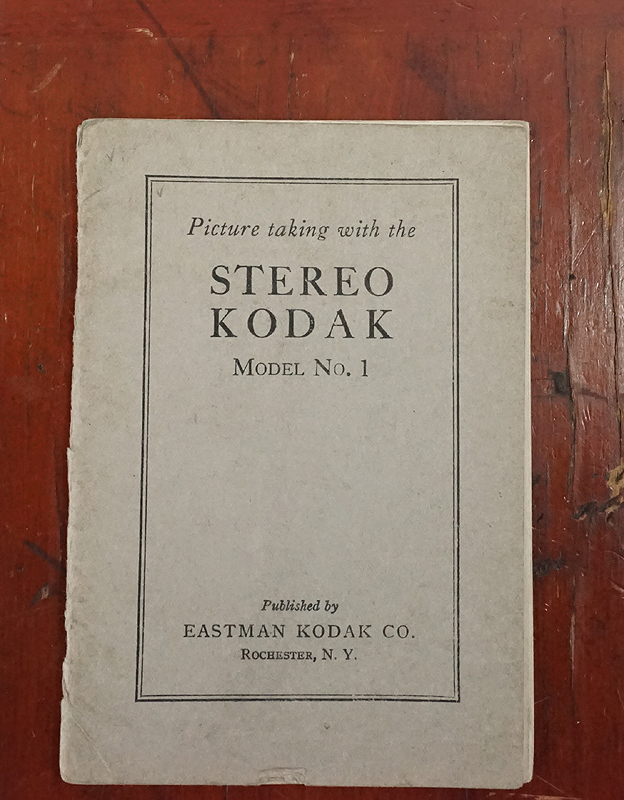 Picture taking with the
STEREO
KODAK
MODEL NO. 1
Published by
EASTMAN KODAK CO.
ROCHESTER, N. Y.